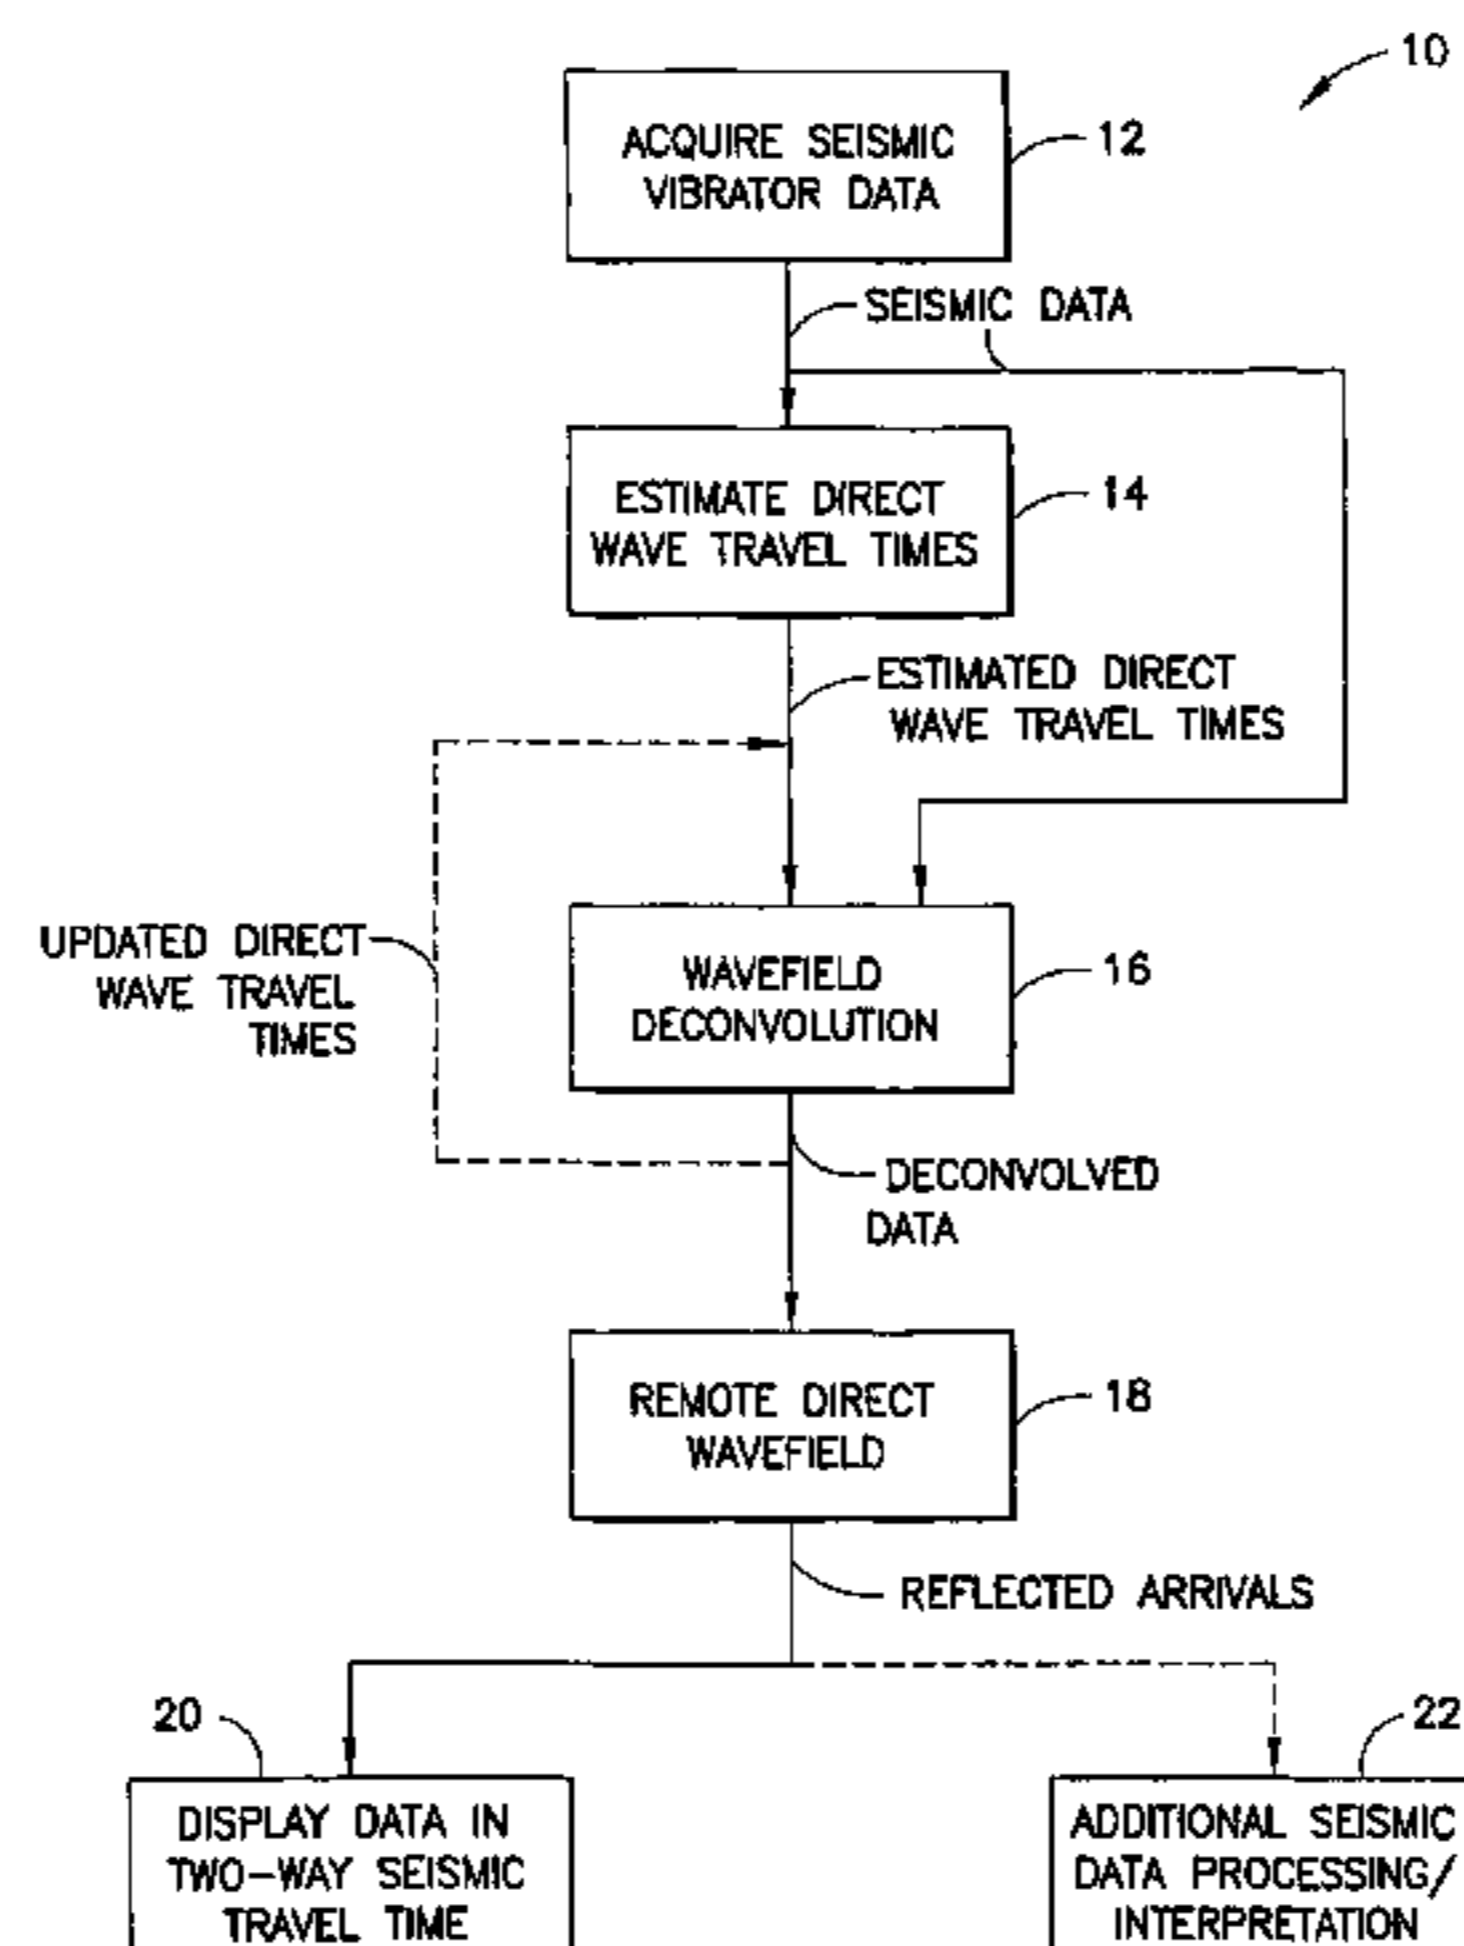 10
ACQUIRE SEISMIC
VIBRATOR DATA
12
SEISMIC DATA
ESTIMATE DIRECT
WAVE TRAVEL TIMES
14
ESTIMATED DIRECT
WAVE TRAVEL TIMES
UPDATED DIRECT
WAVE TRAVEL
TIMES
WAVEFIELD
DECONVOLUTION
16
DECONVOLVED
DATA
REMOTE DIRECT
WAVEFIELD
18
REFLECTED ARRIVALS
20
22
DISPLAY DATA IN
TWO-WAY SEISMIC
TRAVEL TIME
ADDITIONAL SEISMIC
DATA PROCESSING/
INTERPRETATION